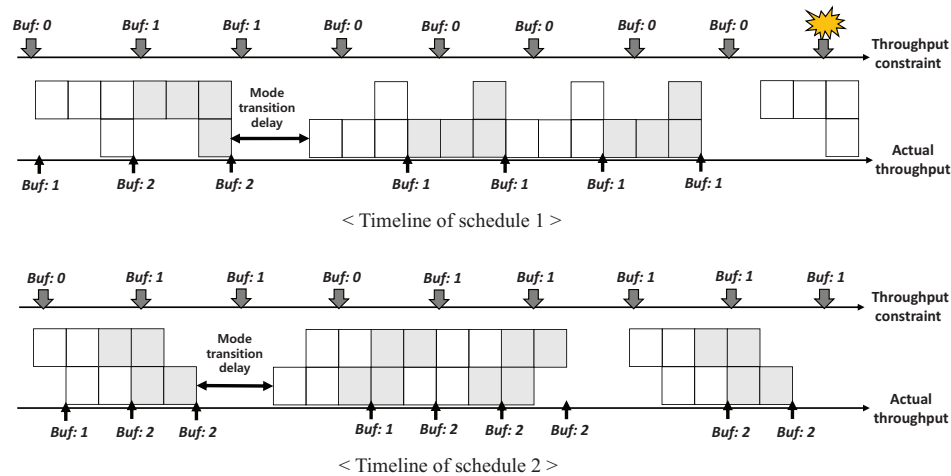 Buf: 0 Buf: 1 Buf: 1 Buf: 0 Buf: 0 Buf: 0 Buf: 0 Buf: 0
Throughput
constraint
Mode
transition
delay
Actual
throughput
Buf: 1 Buf: 2 Buf: 2 Buf: 1 Buf: 1 Buf: 1 Buf: 1
< Timeline of schedule 1 >
Buf: 0 Buf: 1 Buf: 1 Buf: 0 Buf: 1 Buf: 1 Buf: 1 Buf: 1 Buf: 1
Throughput
constraint
Mode
transition
delay
Actual
throughput
Buf: 1 Buf: 2 Buf: 2 Buf: 1 Buf: 2 Buf: 2 Buf: 2 Buf: 2 Buf: 2
< Timeline of schedule 2 >